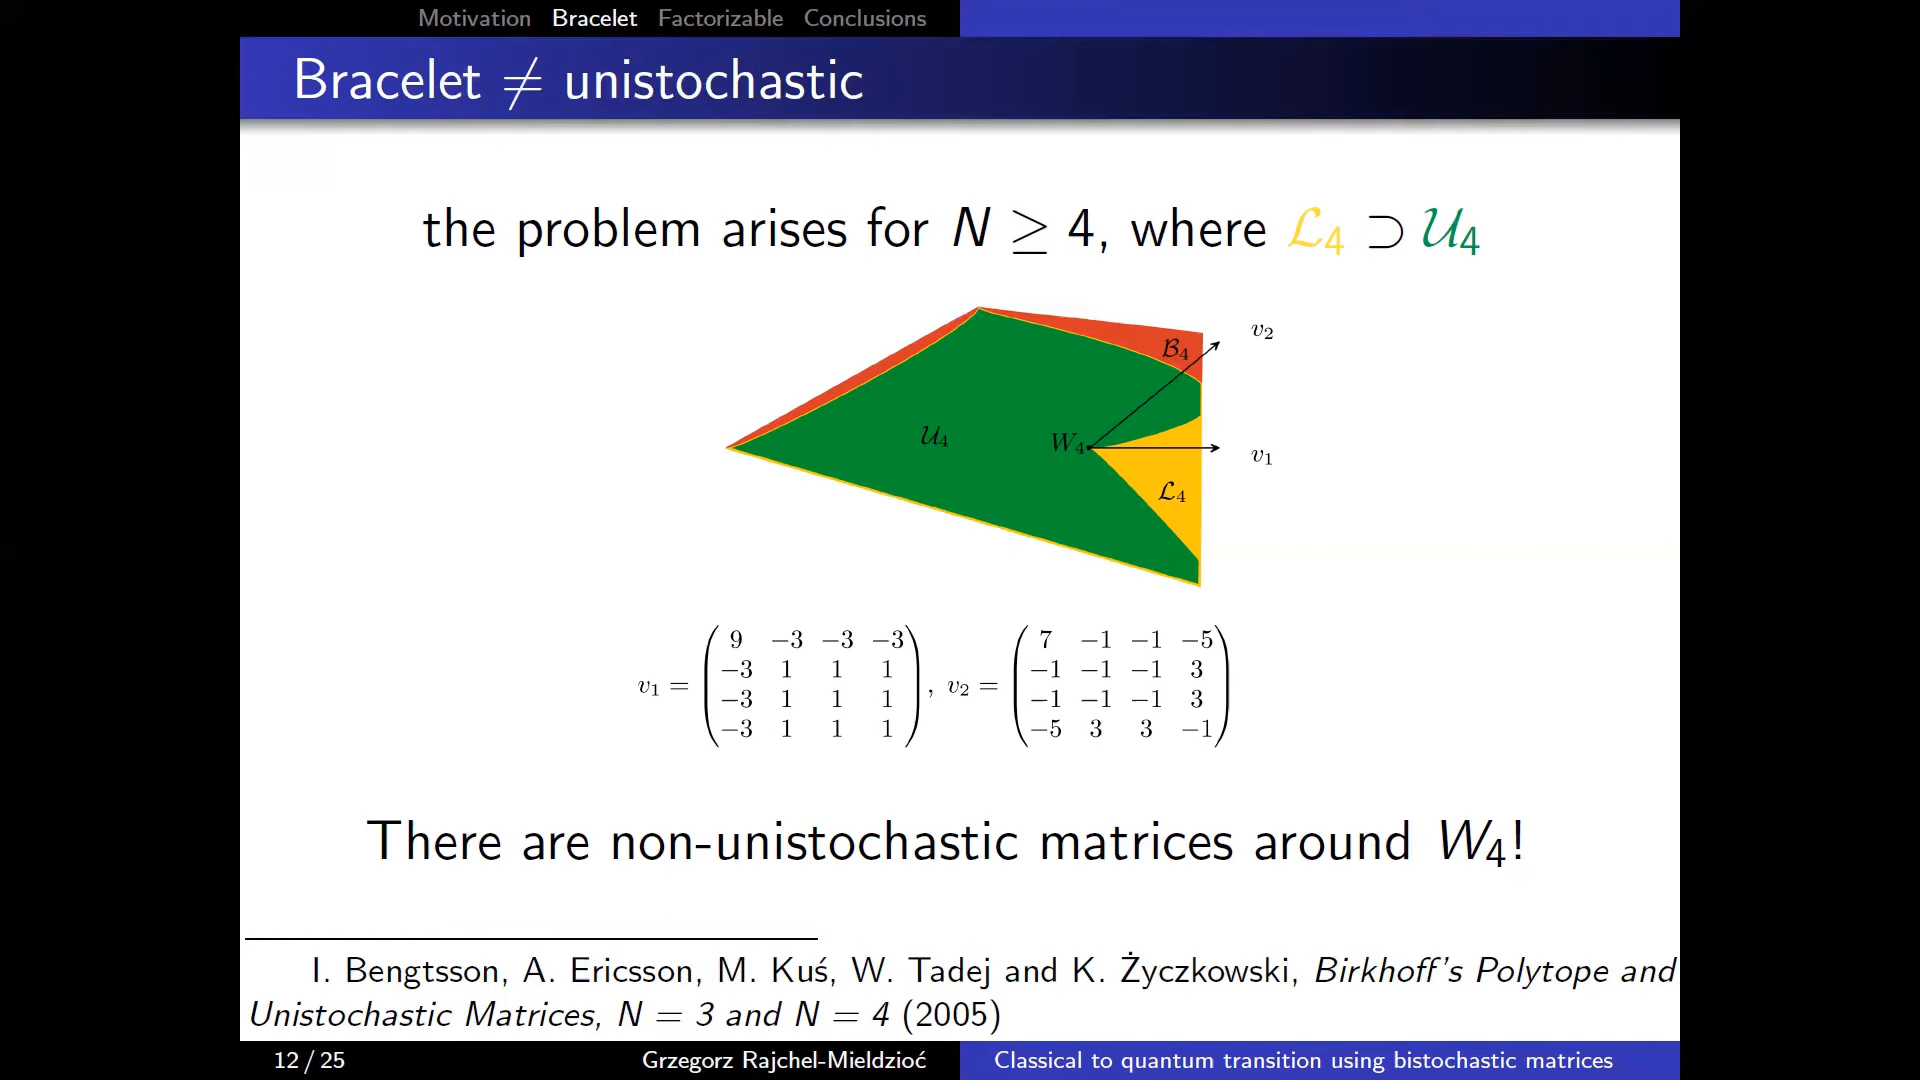 Motivation Bracelet Factorizable Conclusions
Bracelet ≠ unistochastic
the problem arises for N ≥ 4, where ℒ₄ ⊃ 𝒰₄
v₂
ℬ₄
𝒰₄
W₄
v₁
ℒ₄
v₁ = ( 9 −3 −3 −3 ; −3 1 1 1 ; −3 1 1 1 ; −3 1 1 1 ), v₂ = ( 7 −1 −1 −5 ; −1 −1 −1 3 ; −1 −1 −1 3 ; −5 3 3 −1 )
There are non-unistochastic matrices around W₄!
I. Bengtsson, A. Ericsson, M. Kuś, W. Tadej and K. Życzkowski, Birkhoff's Polytope and
Unistochastic Matrices, N = 3 and N = 4 (2005)
12 / 25 Grzegorz Rajchel-Mieldzioć Classical to quantum transition using bistochastic matrices